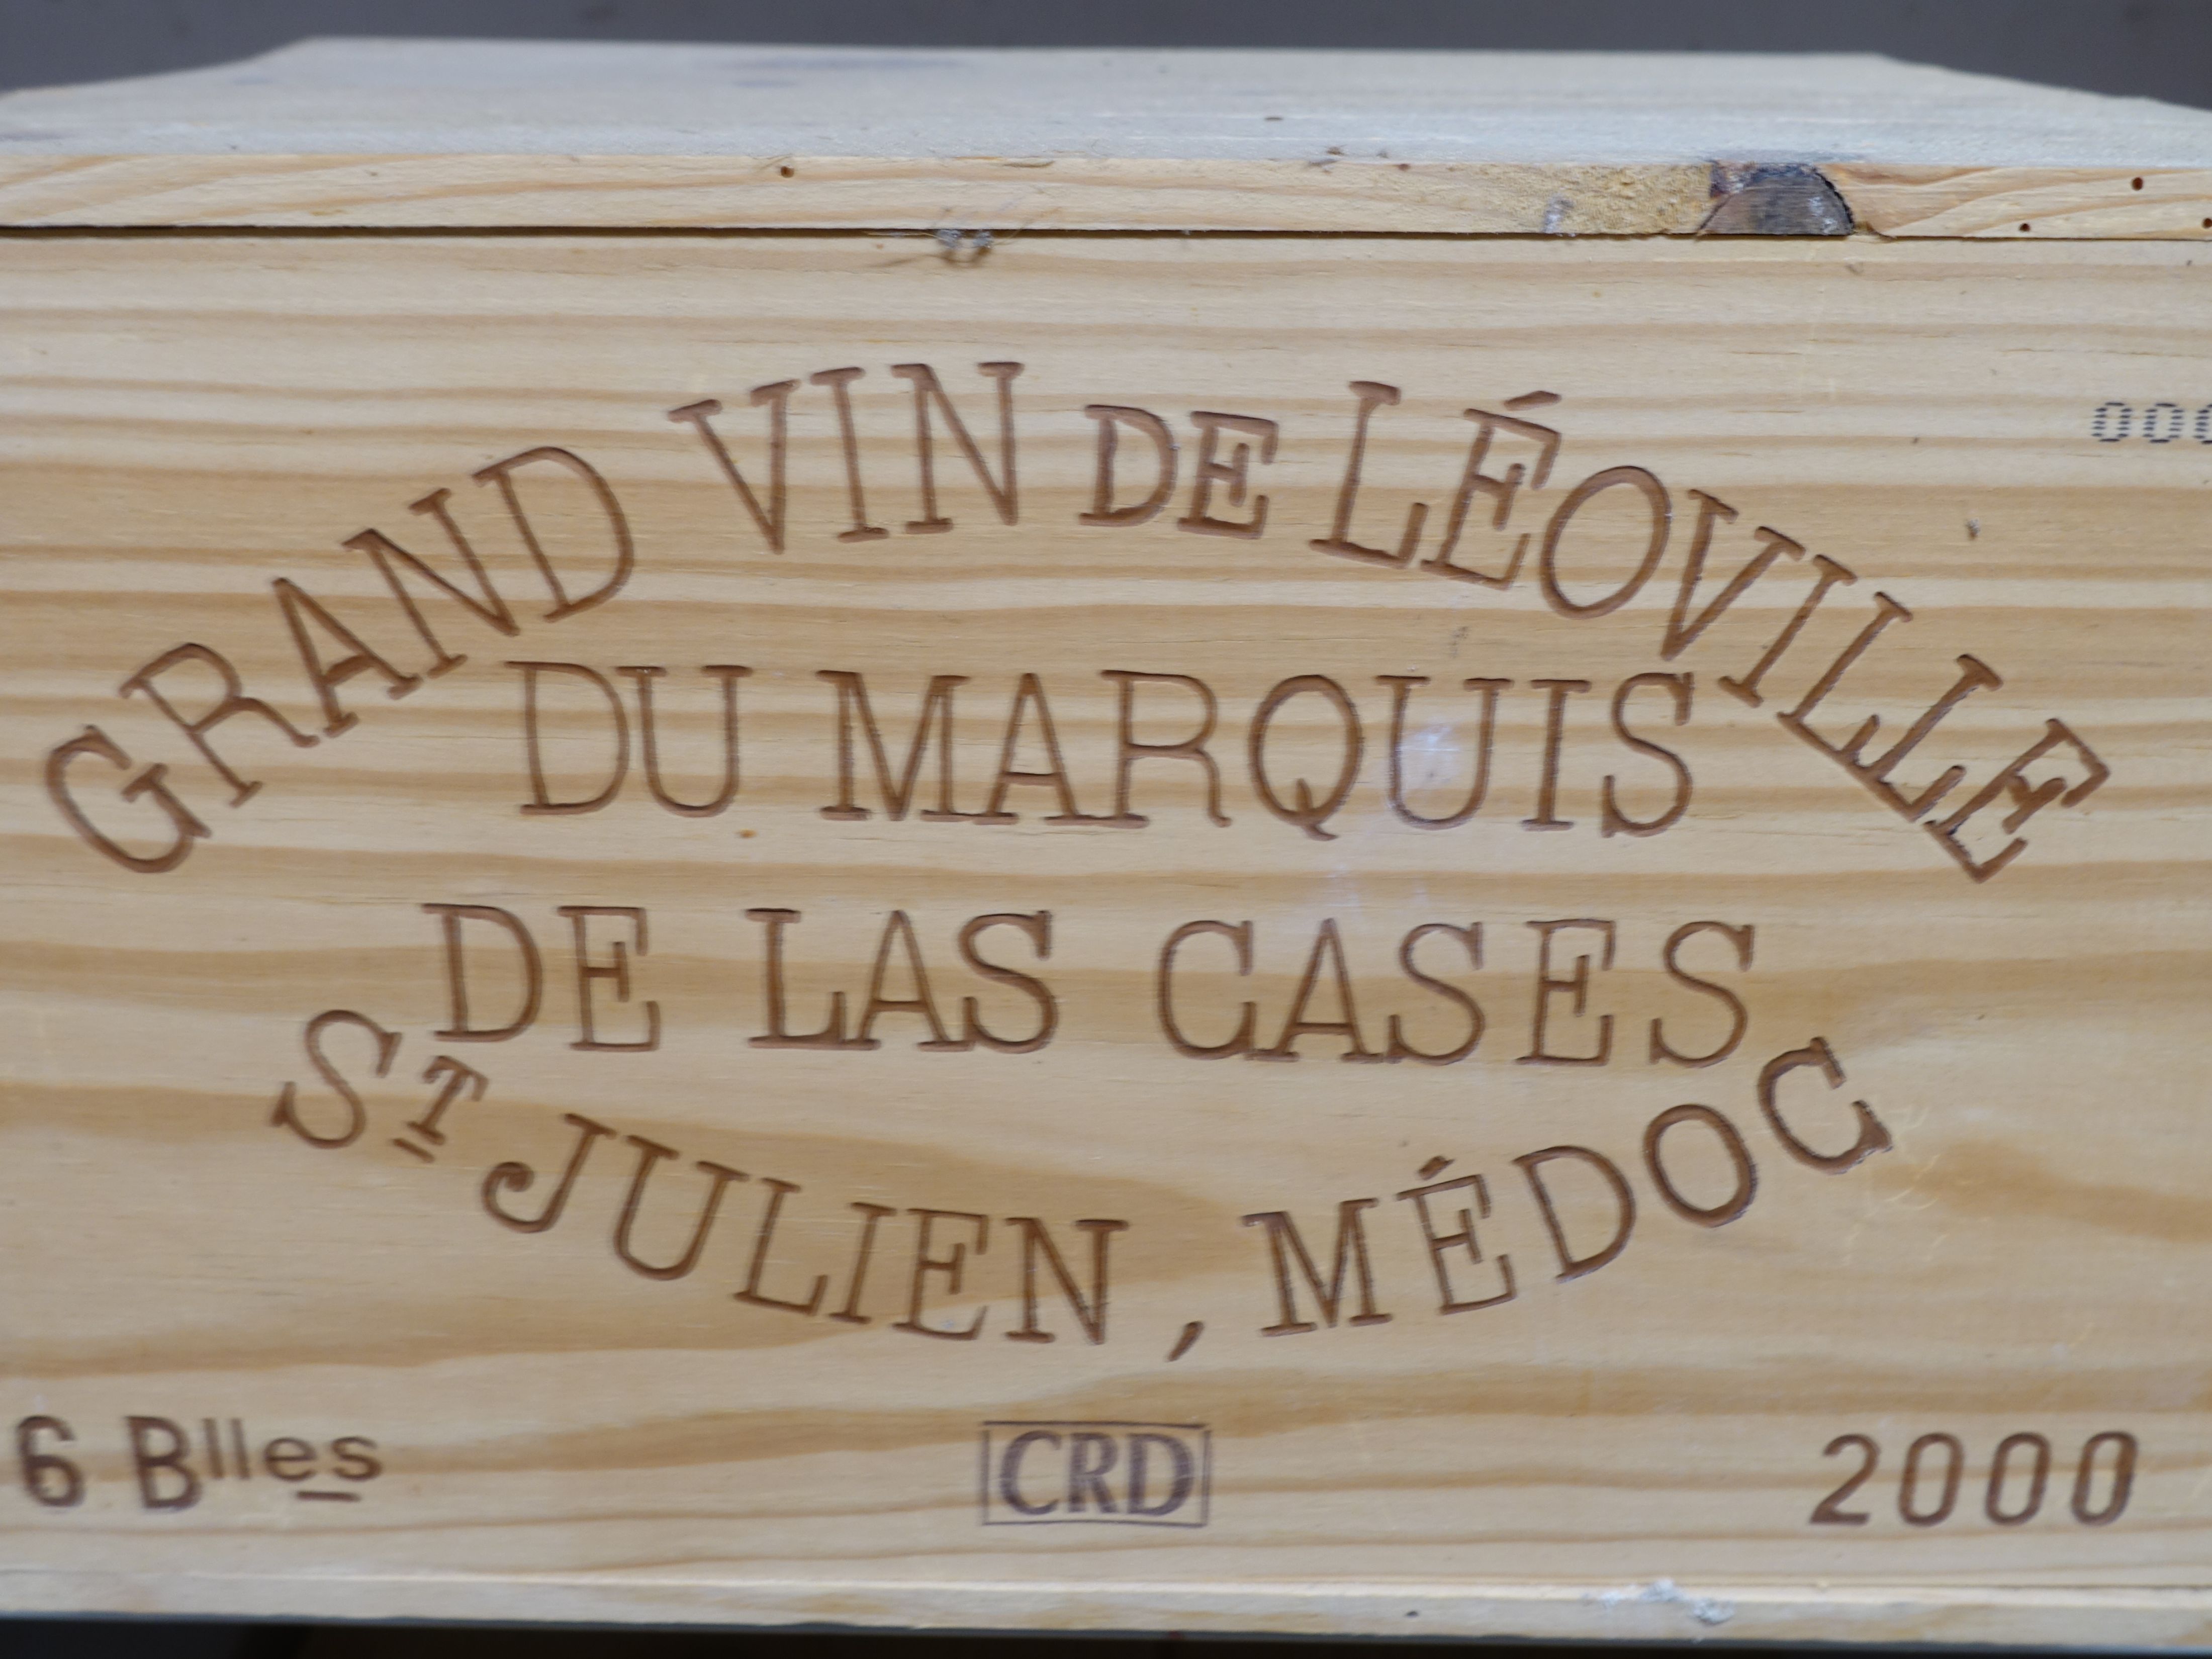 GRAND VIN DE LÉOVILLE
DU MARQUIS
DE LAS CASES
ST JULIEN, MÉDOC
6 Blles
CRD
2000